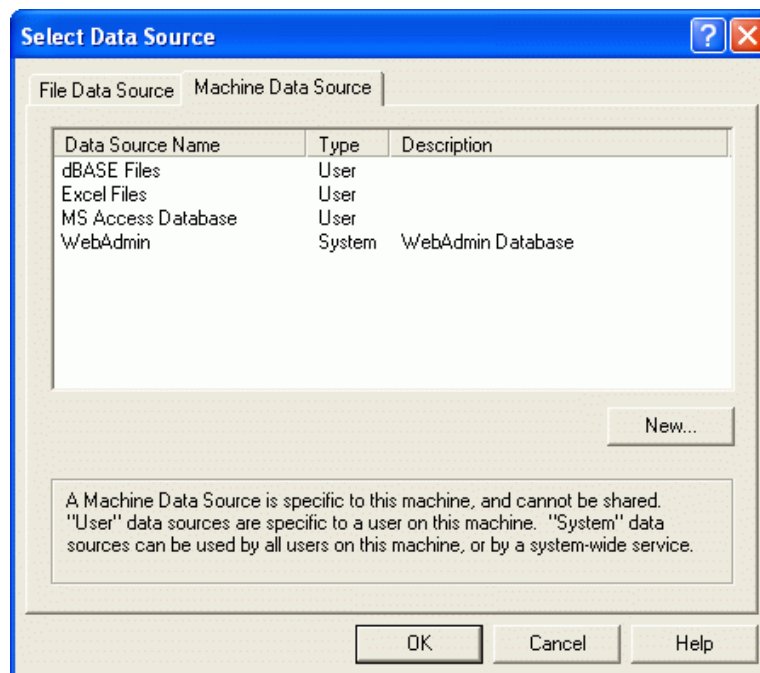 Select Data Source
File Data Source Machine Data Source
Data Source Name Type Description
dBASE Files User
Excel Files User
MS Access Database User
WebAdmin System WebAdmin Database
New...
A Machine Data Source is specific to this machine, and cannot be shared.
"User" data sources are specific to a user on this machine. "System" data
sources can be used by all users on this machine, or by a system-wide service.
OK Cancel Help